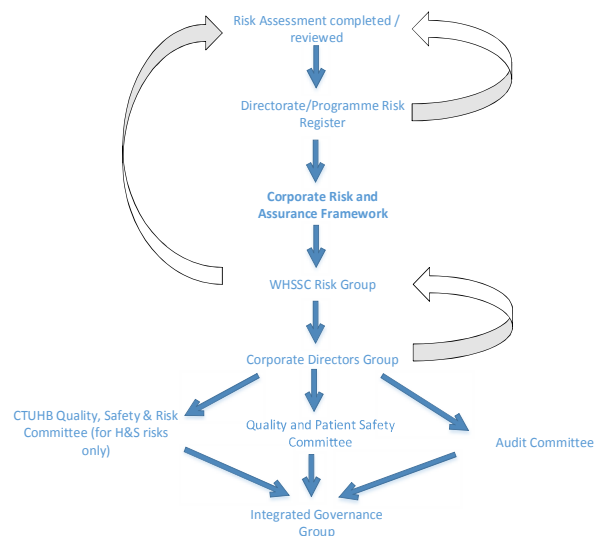 Risk Assessment completed /
reviewed
Directorate/Programme Risk
Register
Corporate Risk and
Assurance Framework
WHSSC Risk Group
Corporate Directors Group
CTUHB Quality, Safety & Risk
Committee (for H&S risks
only)
Quality and Patient Safety
Committee
Audit Committee
Integrated Governance
Group